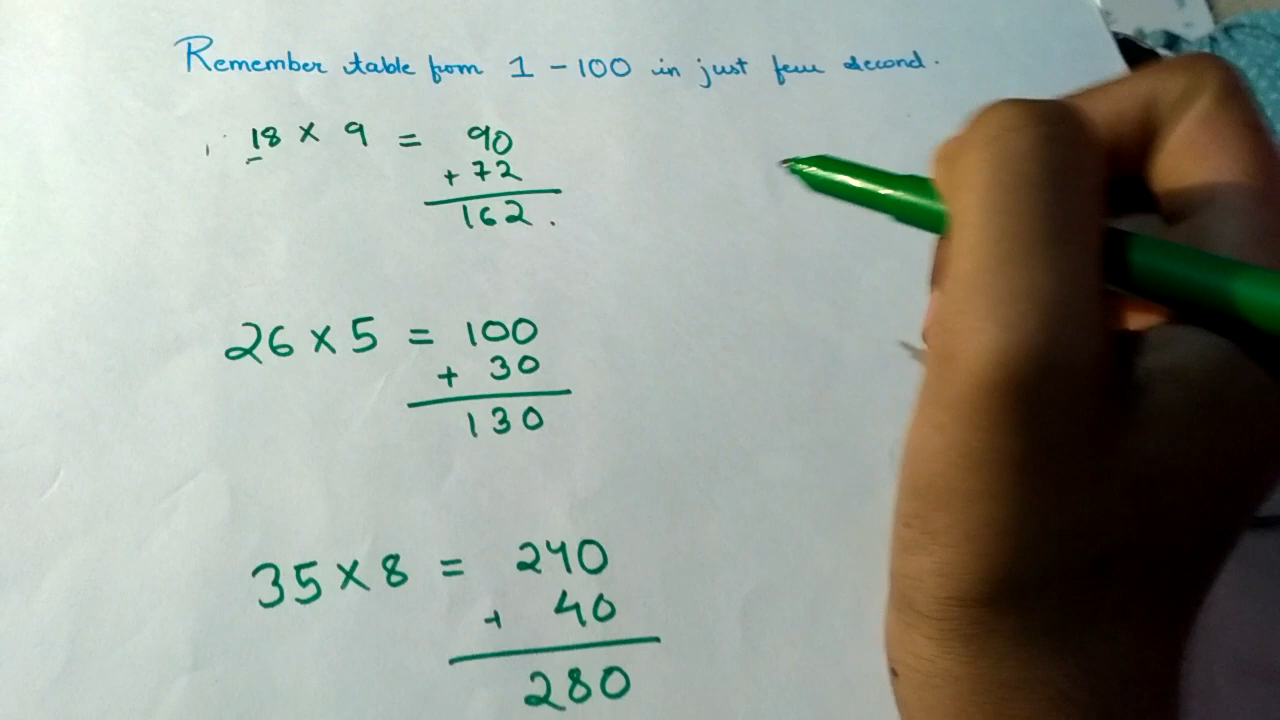 Remember table from 1 - 100 in just few second.
18 × 9 = 90
+ 72
162 .
26 × 5 = 100
+ 30
130
35 × 8 = 240
+ 40
280